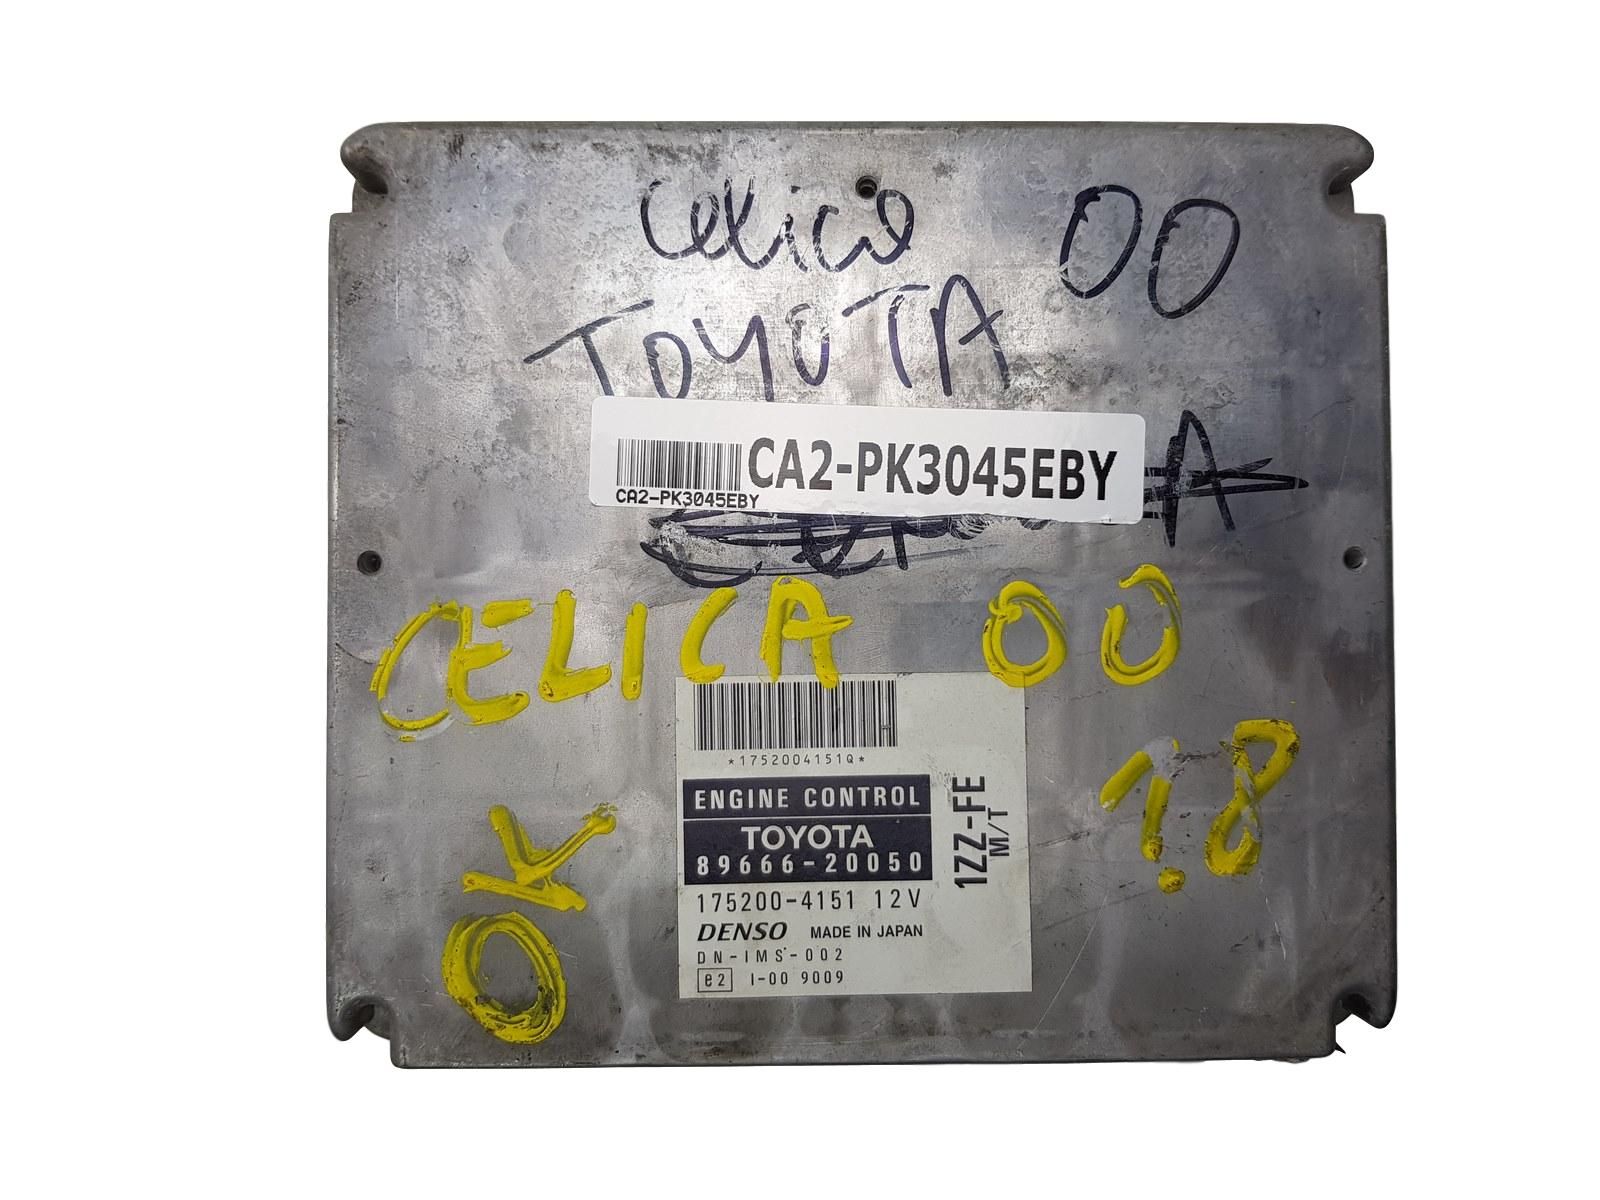 Celica 00
TOYOTA
CA2-PK3045EBY
CA2-PK3045EBY
CELICA 00
1.8
OK
*1752004151Q*
ENGINE CONTROL
TOYOTA
89666-20050
175200-4151 12V
DENSO MADE IN JAPAN
DN-IMS-002
e2 I-00 9009
1ZZ-FE
M/T